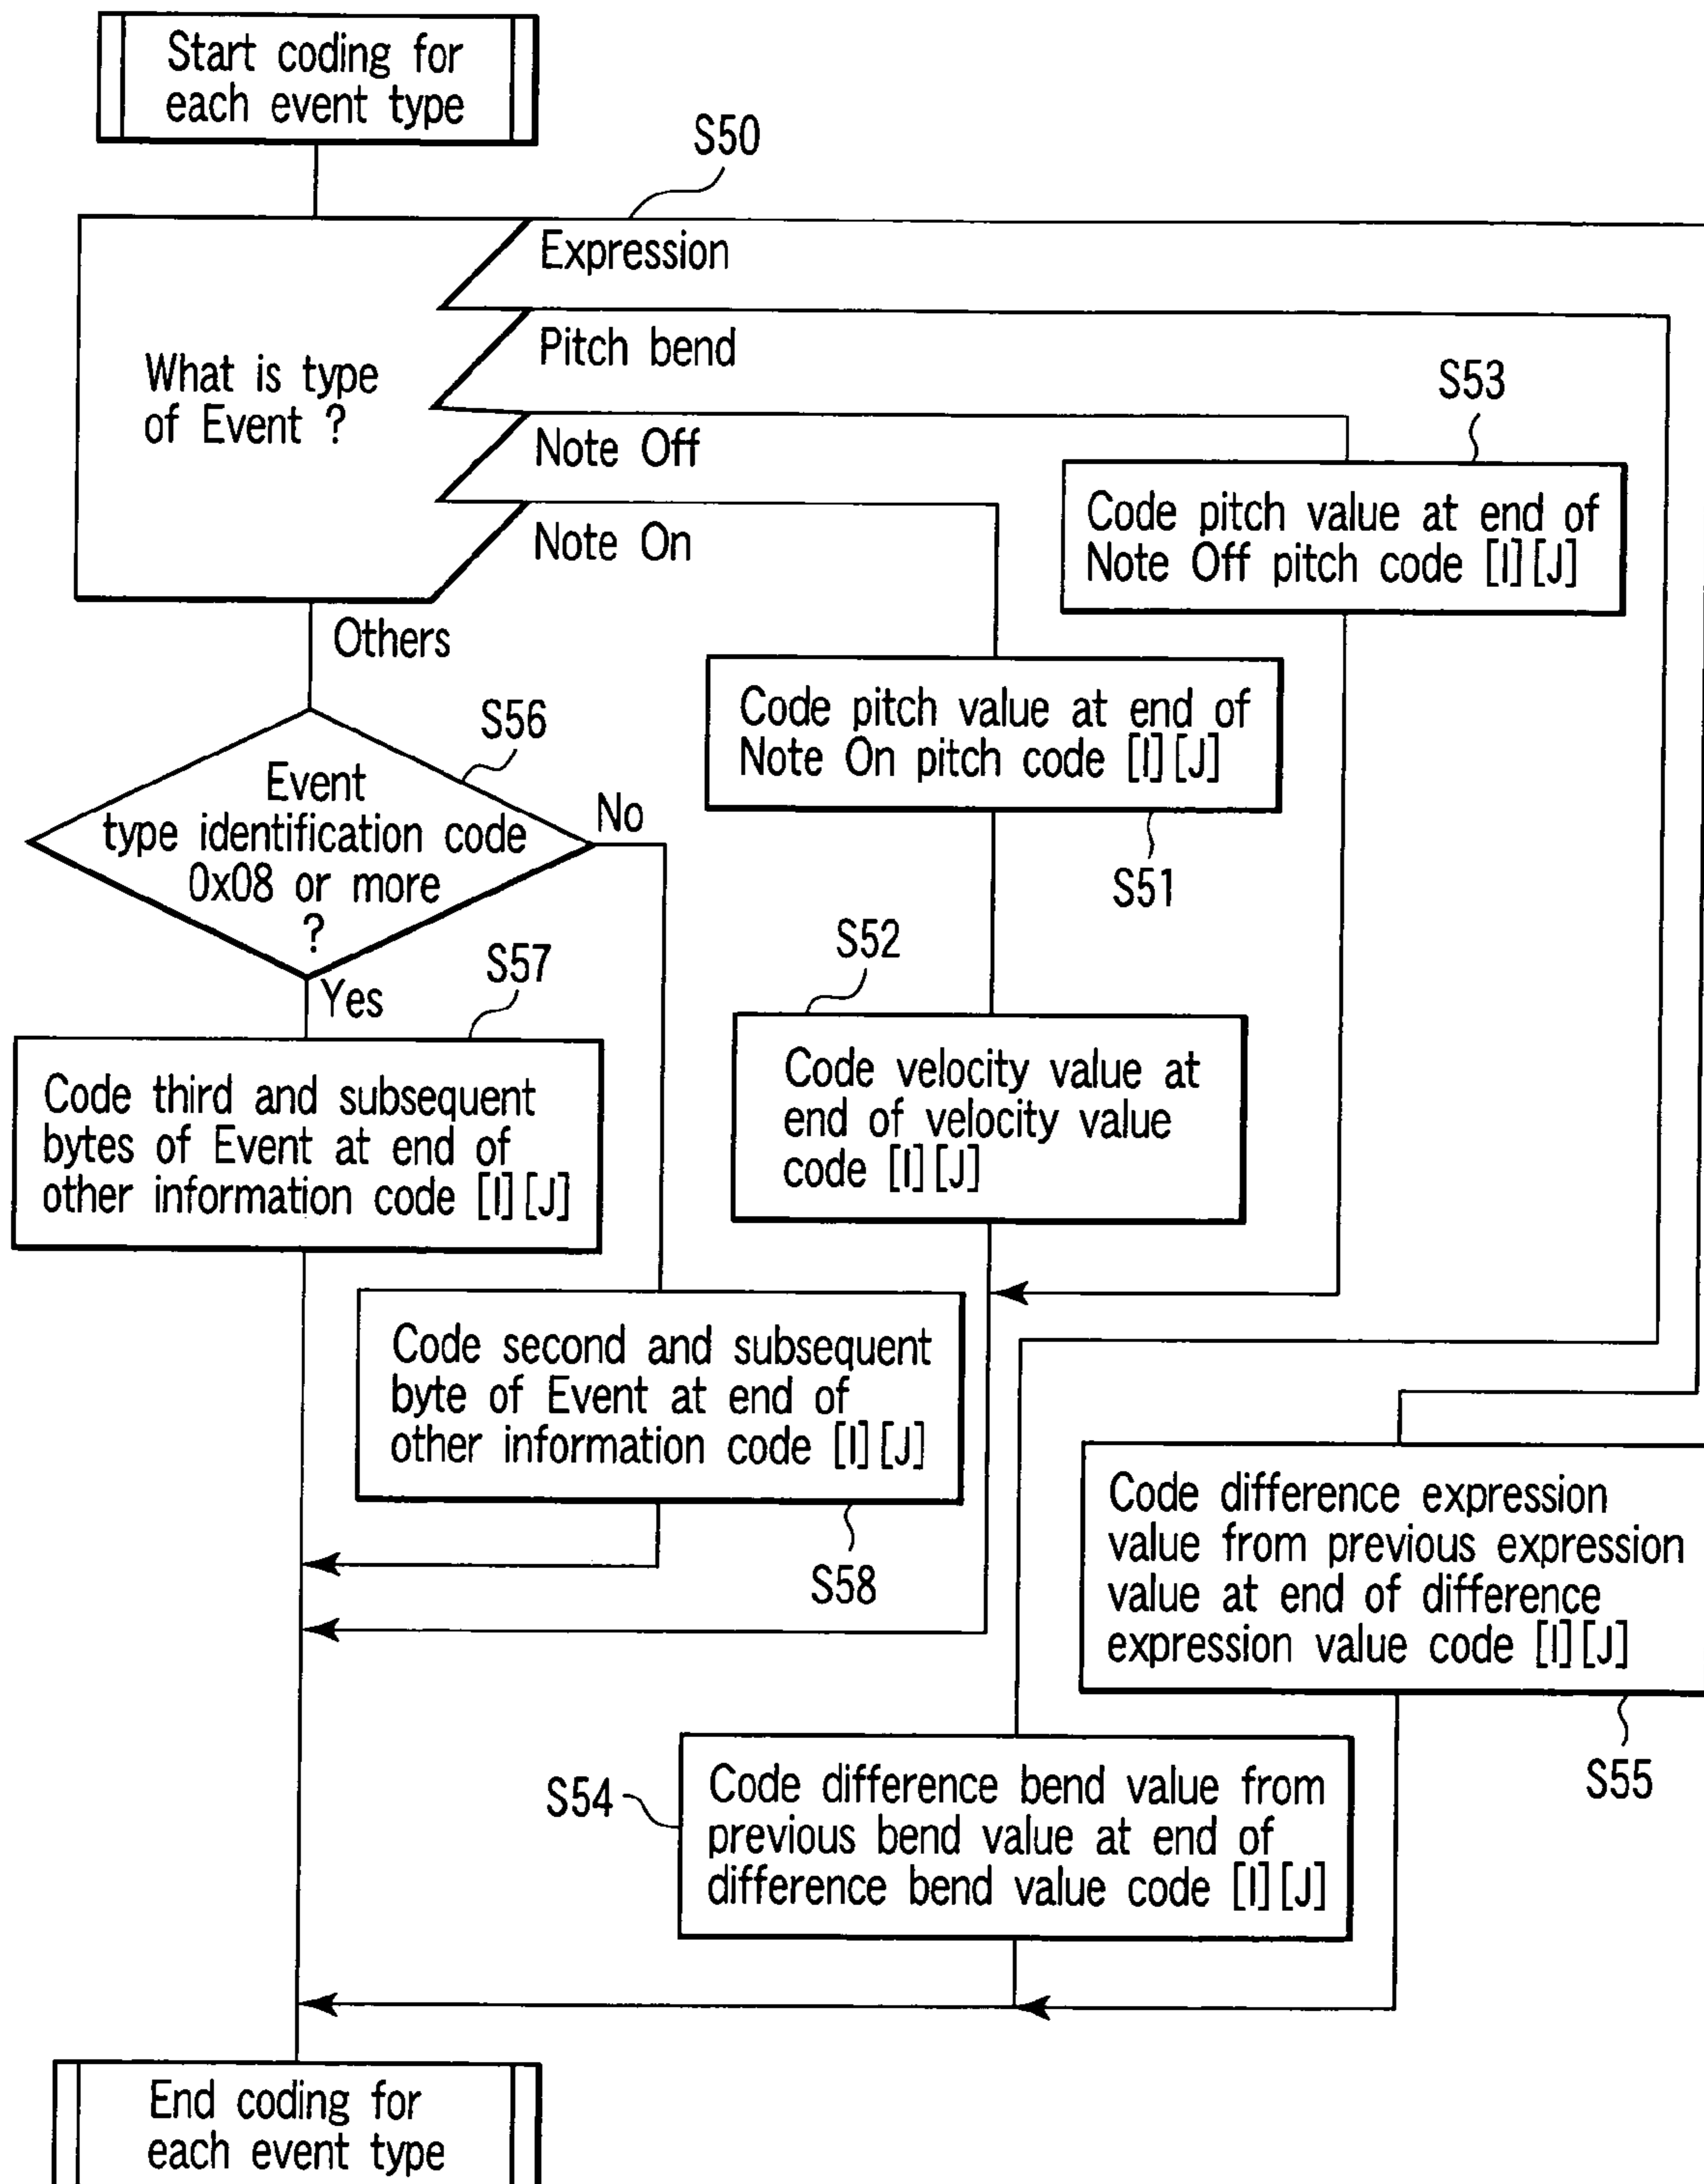 Start coding for
each event type
S50
Expression
Pitch bend
What is type
of Event ?
Note Off
Note On
S53
Code pitch value at end of
Note Off pitch code [I][J]
Others
S56
Event
type identification code
0x08 or more
?
No
Code pitch value at end of
Note On pitch code [I][J]
S51
S57
Yes
S52
Code velocity value at
end of velocity value
code [I][J]
Code third and subsequent
bytes of Event at end of
other information code [I][J]
Code second and subsequent
byte of Event at end of
other information code [I][J]
S58
Code difference expression
value from previous expression
value at end of difference
expression value code [I][J]
S55
S54
Code difference bend value from
previous bend value at end of
difference bend value code [I][J]
End coding for
each event type